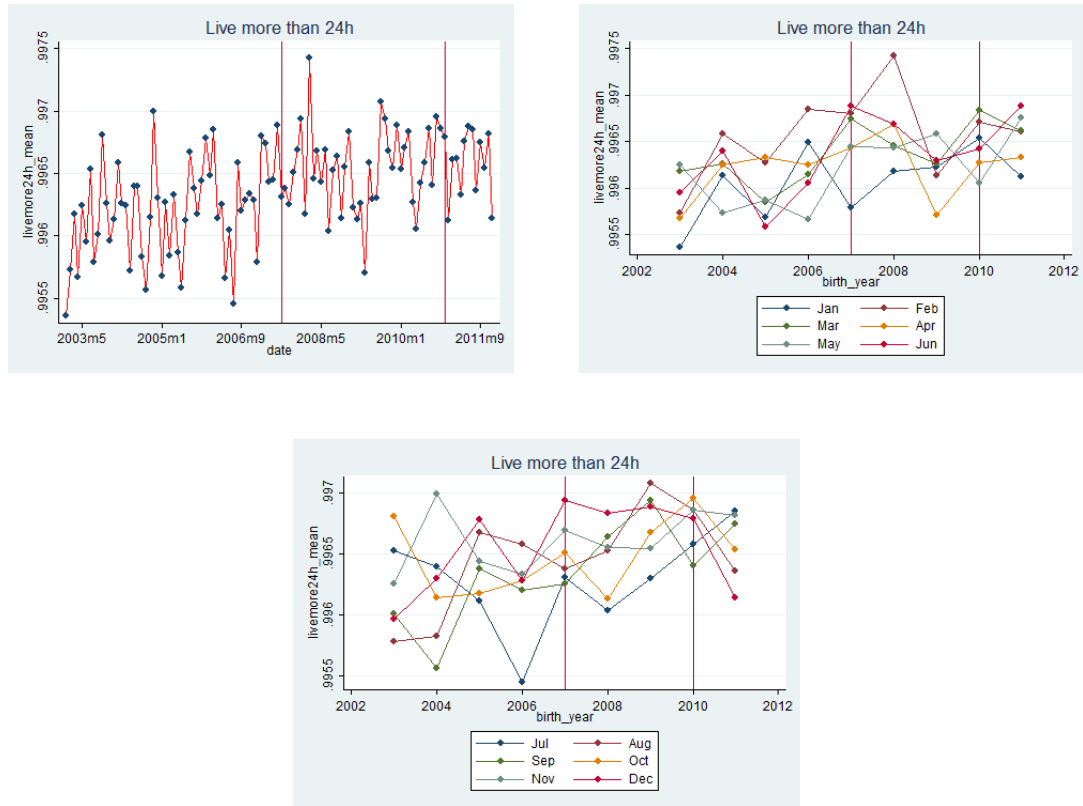 Live more than 24h
livemore24h_mean
.9975
.997
.9965
.996
.9955
2003m5 2005m1 2006m9 2008m5 2010m1 2011m9
date
Live more than 24h
livemore24h_mean
.9975
.997
.9965
.996
.9955
2002 2004 2006 2008 2010 2012
birth_year
Jan Feb
Mar Apr
May Jun
Live more than 24h
livemore24h_mean
.997
.9965
.996
.9955
2002 2004 2006 2008 2010 2012
birth_year
Jul Aug
Sep Oct
Nov Dec